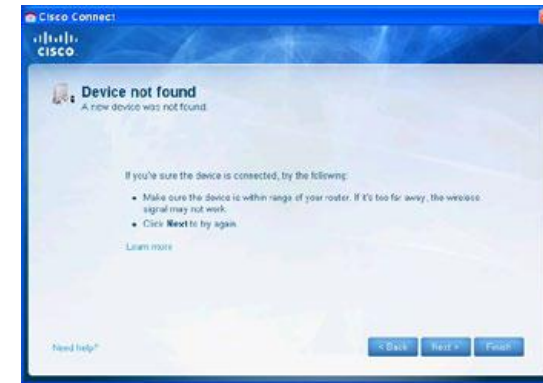 Cisco Connect
cisco
Device not found
A new device was not found.
If you're sure the device is connected, try the following:
• Make sure the device is within range of your router. If it's too far away, the wireless
signal may not work.
• Click Next to try again.
Learn more
Need help?
< Back
Next >
Finish